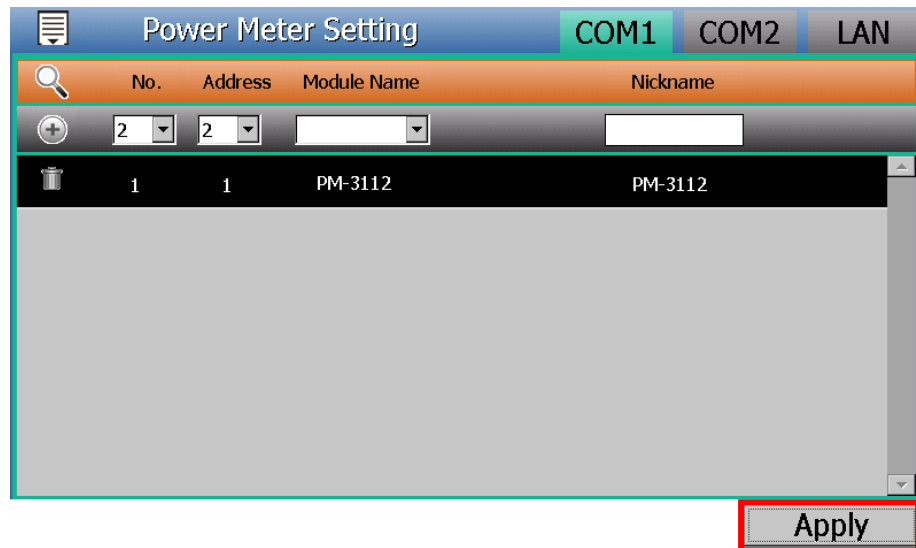 Power Meter Setting COM1 COM2 LAN
No. Address Module Name Nickname
2 2
1 1 PM-3112 PM-3112
Apply